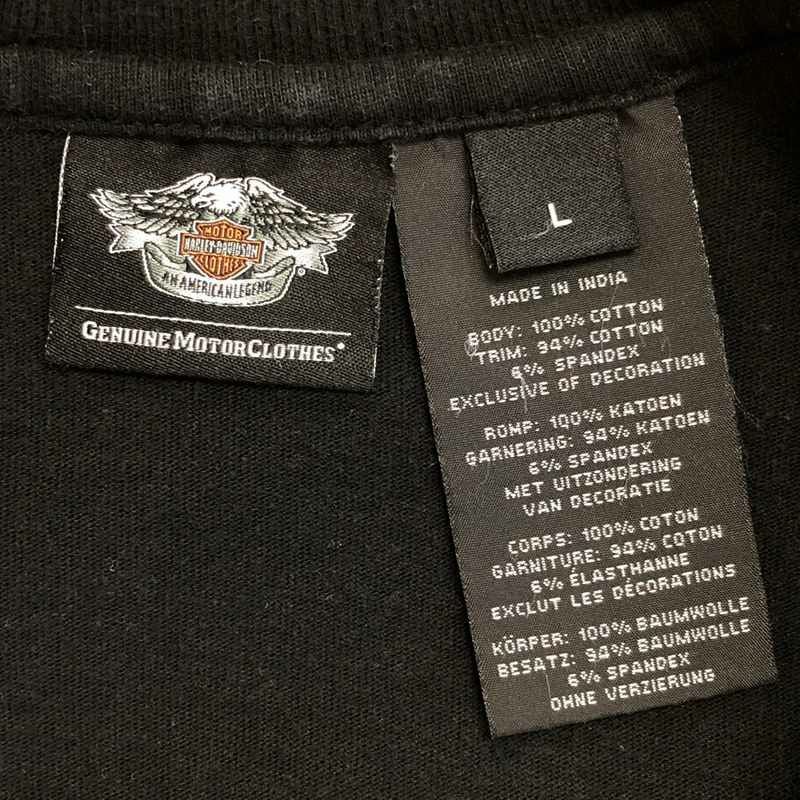 MOTOR
HARLEY-DAVIDSON
CLOTHES
AN AMERICAN LEGEND
®
GENUINE MOTORCLOTHES®
L
MADE IN INDIA
BODY: 100% COTTON
TRIM: 94% COTTON
6% SPANDEX
EXCLUSIVE OF DECORATION
ROMP: 100% KATOEN
GARNERING: 94% KATOEN
6% SPANDEX
MET UITZONDERING
VAN DECORATIE
CORPS: 100% COTON
GARNITURE: 94% COTON
6% ÉLASTHANNE
EXCLUT LES DÉCORATIONS
KÖRPER: 100% BAUMWOLLE
BESATZ: 94% BAUMWOLLE
6% SPANDEX
OHNE VERZIERUNG